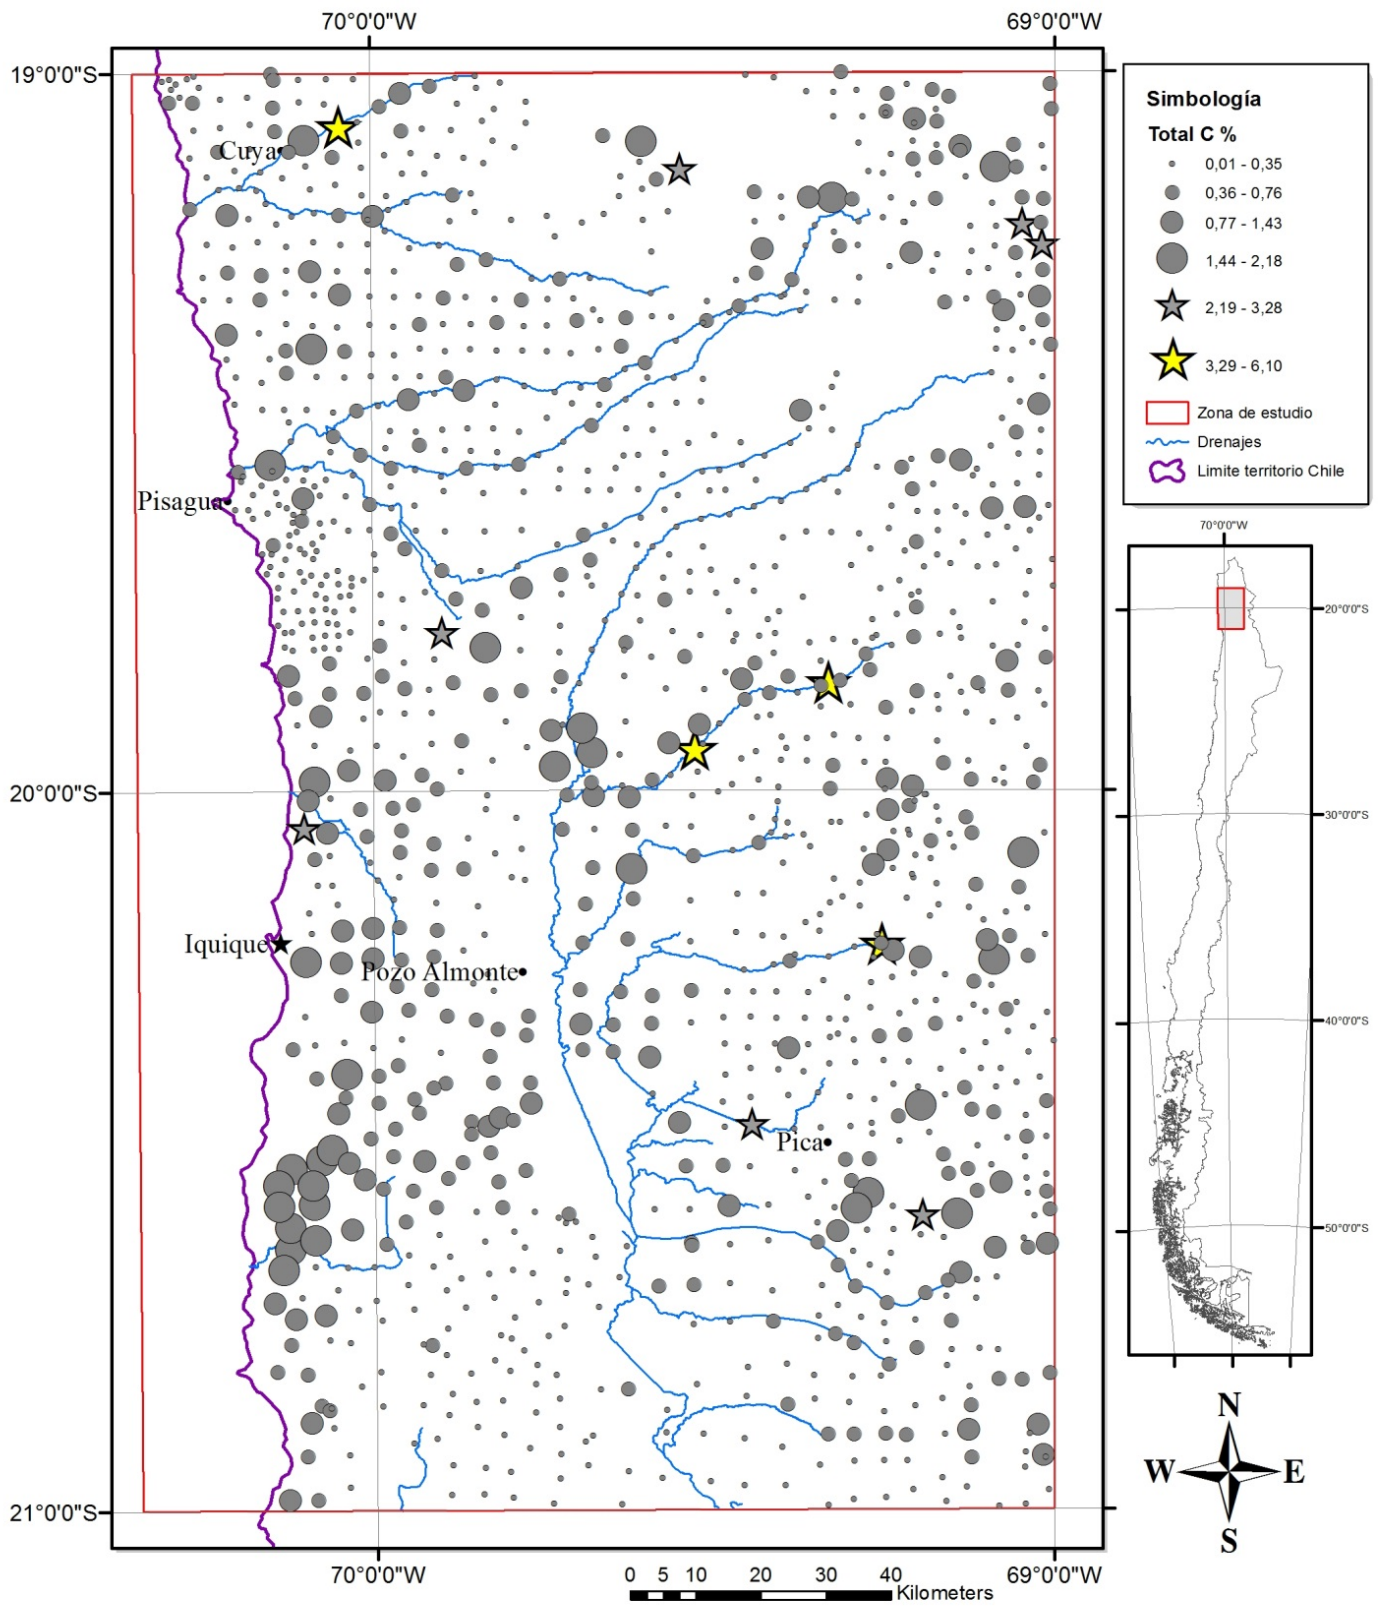 70°0'0"W
69°0'0"W
19°0'0"S
Cuya
Pisagua
20°0'0"S
Iquique
Pozo Almonte
Pica
21°0'0"S
70°0'0"W
69°0'0"W
0 5 10 20 30 40
Kilometers
Simbología
Total C %
0,01 - 0,35
0,36 - 0,76
0,77 - 1,43
1,44 - 2,18
2,19 - 3,28
3,29 - 6,10
Zona de estudio
Drenajes
Limite territorio Chile
70°0'0"W
20°0'0"S
30°0'0"S
40°0'0"S
50°0'0"S
N
W E
S